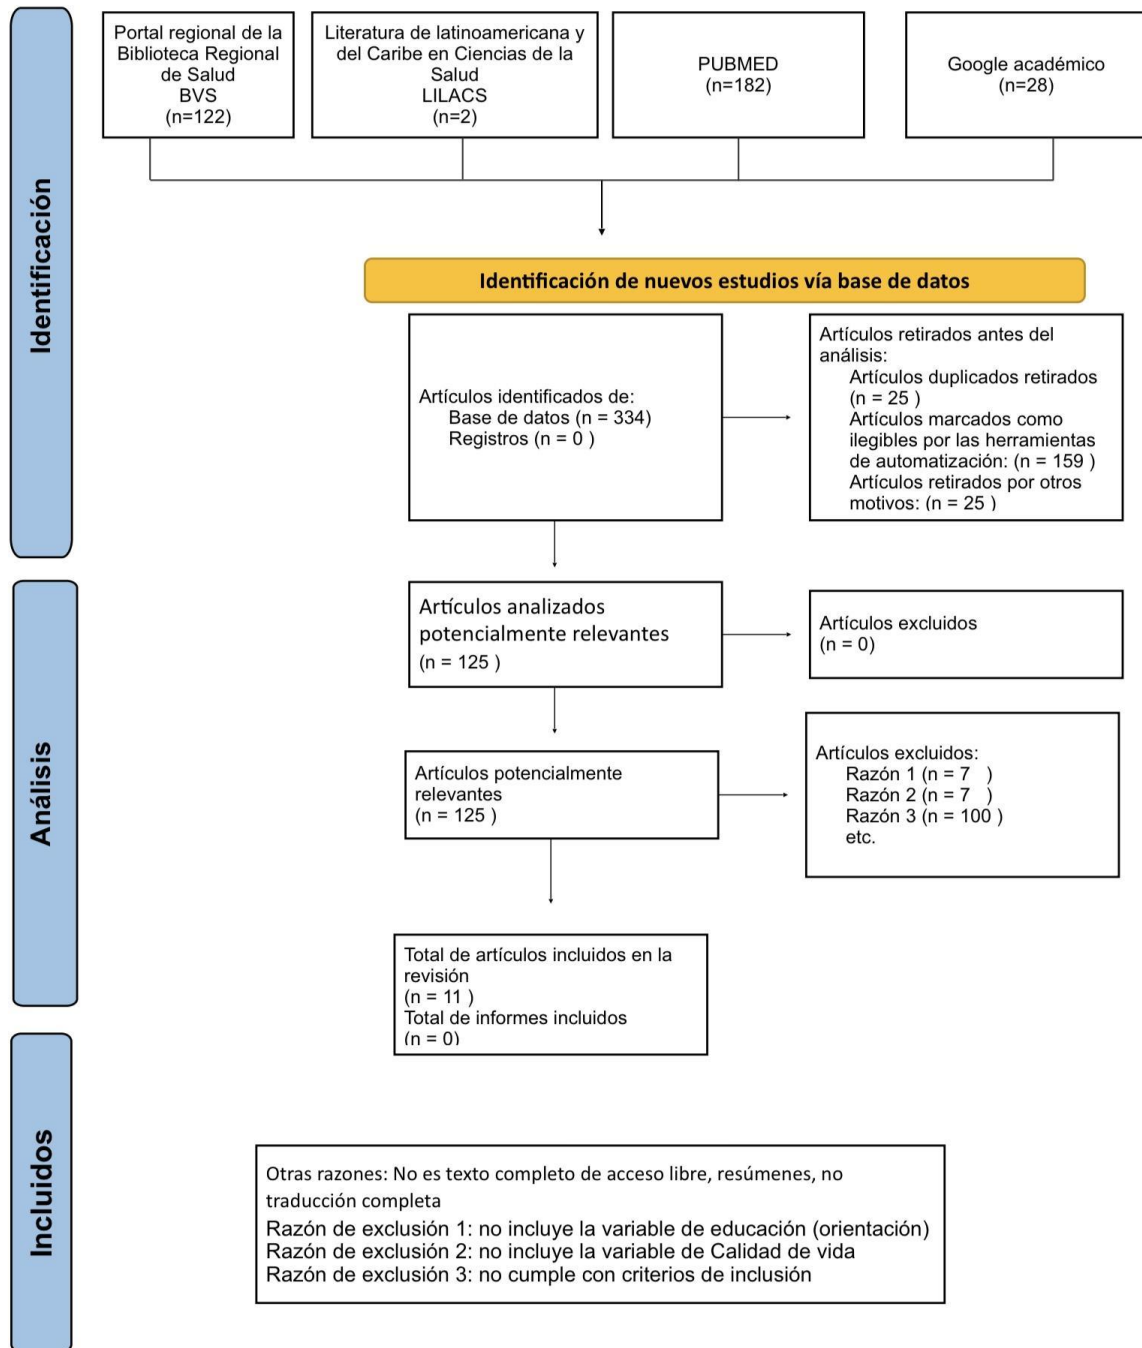 Identificación
Portal regional de la
Biblioteca Regional
de Salud
BVS
(n=122)
Literatura de latinoamericana y
del Caribe en Ciencias de la
Salud
LILACS
(n=2)
PUBMED
(n=182)
Google académico
(n=28)
Identificación de nuevos estudios vía base de datos
Artículos identificados de:
Base de datos (n = 334)
Registros (n = 0 )
Artículos retirados antes del
análisis:
Artículos duplicados retirados
(n = 25 )
Artículos marcados como
ilegibles por las herramientas
de automatización: (n = 159 )
Artículos retirados por otros
motivos: (n = 25 )
Análisis
Artículos analizados
potencialmente relevantes
(n = 125 )
Artículos excluidos
(n = 0)
Artículos potencialmente
relevantes
(n = 125 )
Artículos excluidos:
Razón 1 (n = 7 )
Razón 2 (n = 7 )
Razón 3 (n = 100 )
etc.
Total de artículos incluidos en la
revisión
(n = 11 )
Total de informes incluidos
(n = 0)
Incluidos
Otras razones: No es texto completo de acceso libre, resúmenes, no
traducción completa
Razón de exclusión 1: no incluye la variable de educación (orientación)
Razón de exclusión 2: no incluye la variable de Calidad de vida
Razón de exclusión 3: no cumple con criterios de inclusión